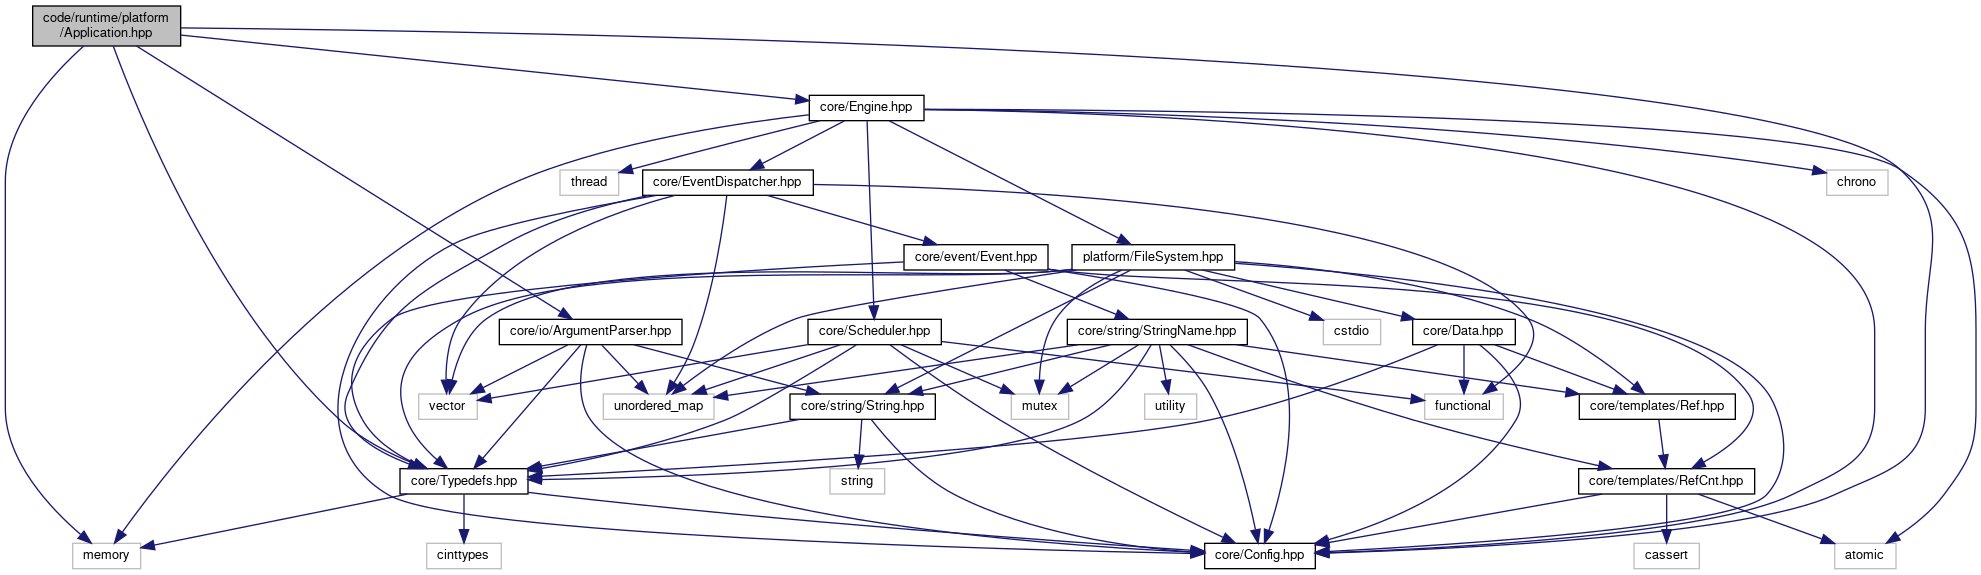 code/runtime/platform
/Application.hpp
core/Engine.hpp
thread
core/EventDispatcher.hpp
chrono
core/event/Event.hpp
platform/FileSystem.hpp
core/io/ArgumentParser.hpp
core/Scheduler.hpp
core/string/StringName.hpp
cstdio
core/Data.hpp
vector
unordered_map
core/string/String.hpp
mutex
utility
functional
core/templates/Ref.hpp
core/Typedefs.hpp
string
core/templates/RefCnt.hpp
memory
cinttypes
core/Config.hpp
cassert
atomic